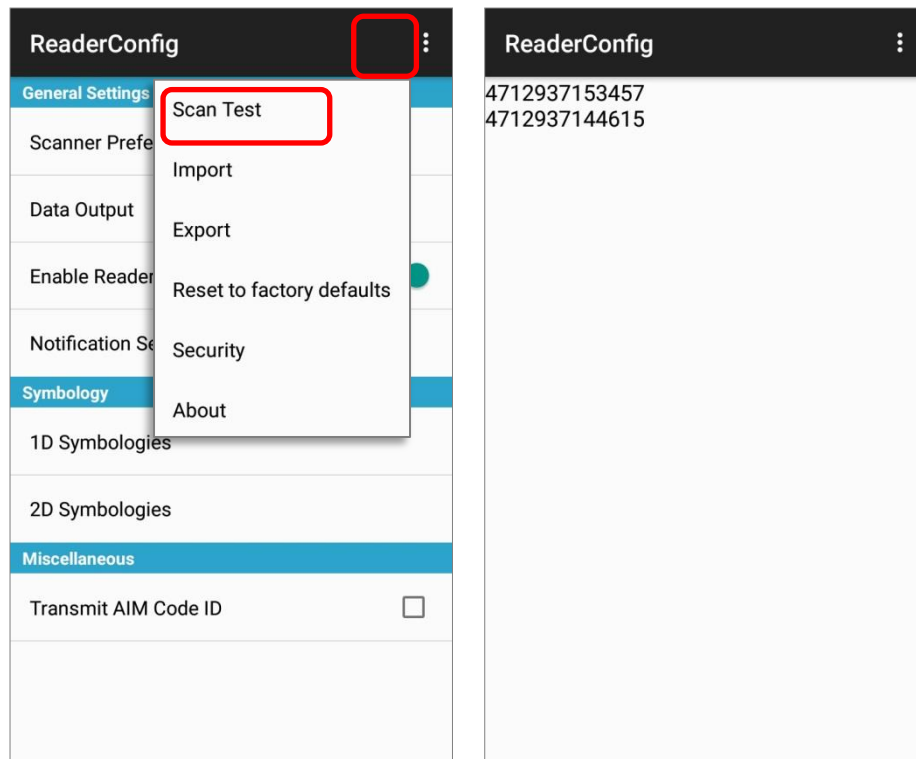 ReaderConfig
General Settings
Scan Test
Scanner Prefe
Import
Data Output
Export
Enable Reader
Reset to factory defaults
Notification Se
Security
Symbology
About
1D Symbologies
2D Symbologies
Miscellaneous
Transmit AIM Code ID
ReaderConfig
4712937153457
4712937144615